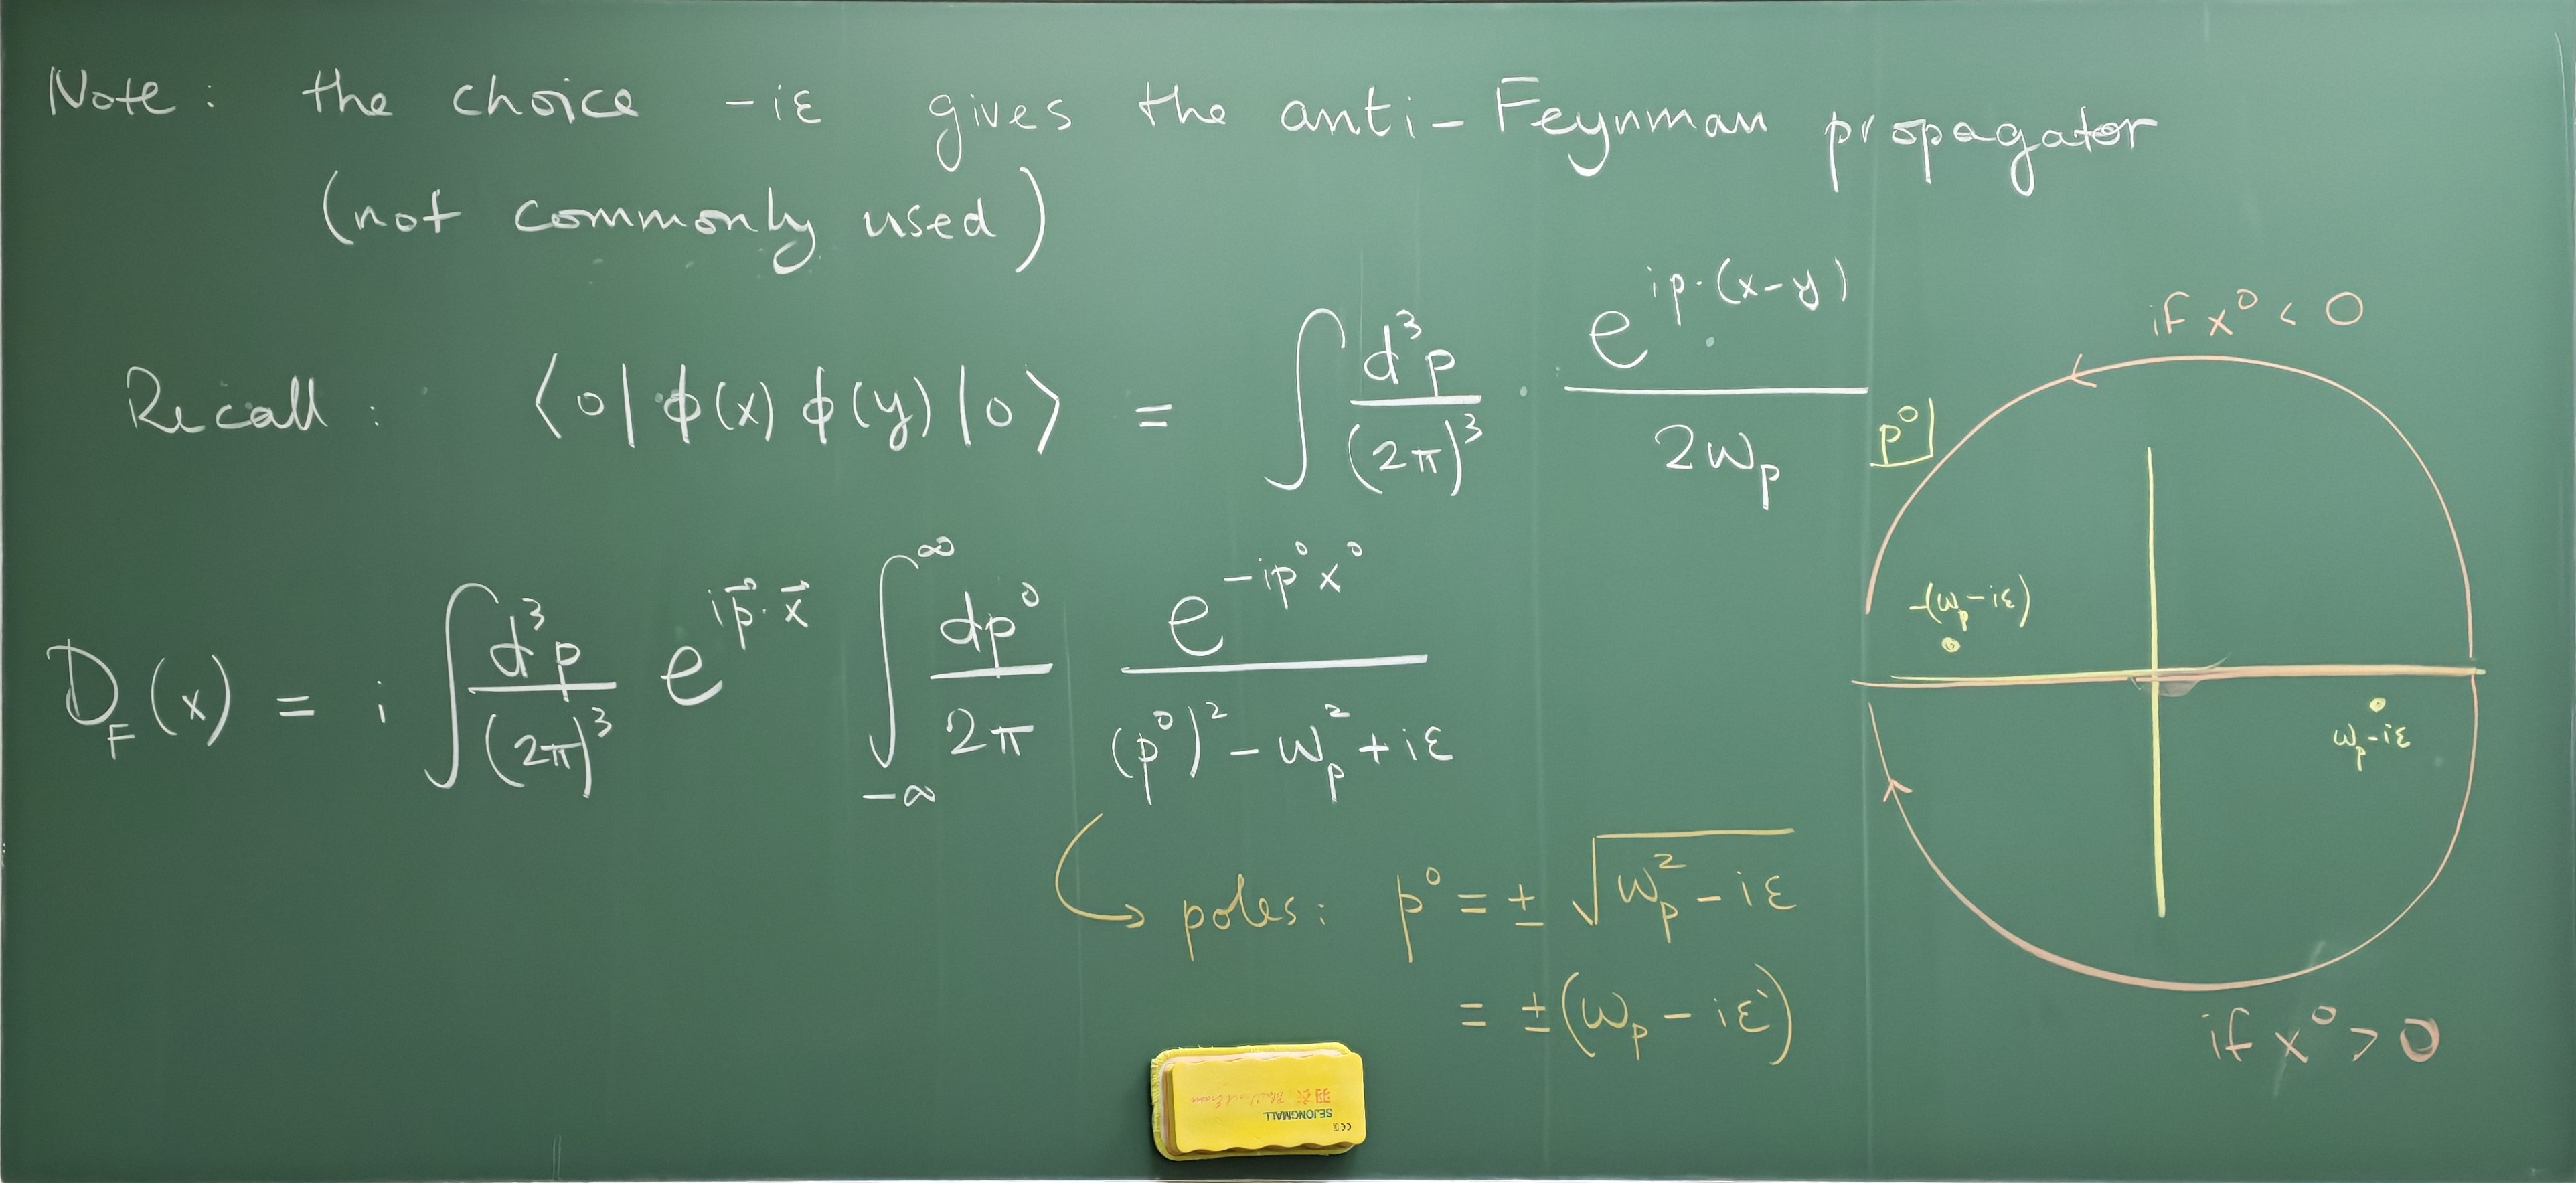 Note: the choice -iε gives the anti-Feynman propagator
(not commonly used)
Recall: ⟨0|ϕ(x) ϕ(y)|0⟩ = ∫ d³p/(2π)³ · e^{ip·(x-y)}/2ω_p
D_F(x) = i ∫ d³p/(2π)³ e^{i\vec{p}·\vec{x}} ∫_{-∞}^{∞} dp⁰/2π e^{-ip⁰x⁰}/((p⁰)² - ω_p² + iε)
↳ poles: p⁰ = ± √(ω_p² - iε)
= ±(ω_p - iε')
if x⁰ < 0
p⁰
-(ω_p - iε)
ω_p - iε
if x⁰ > 0
SEJONGMALL